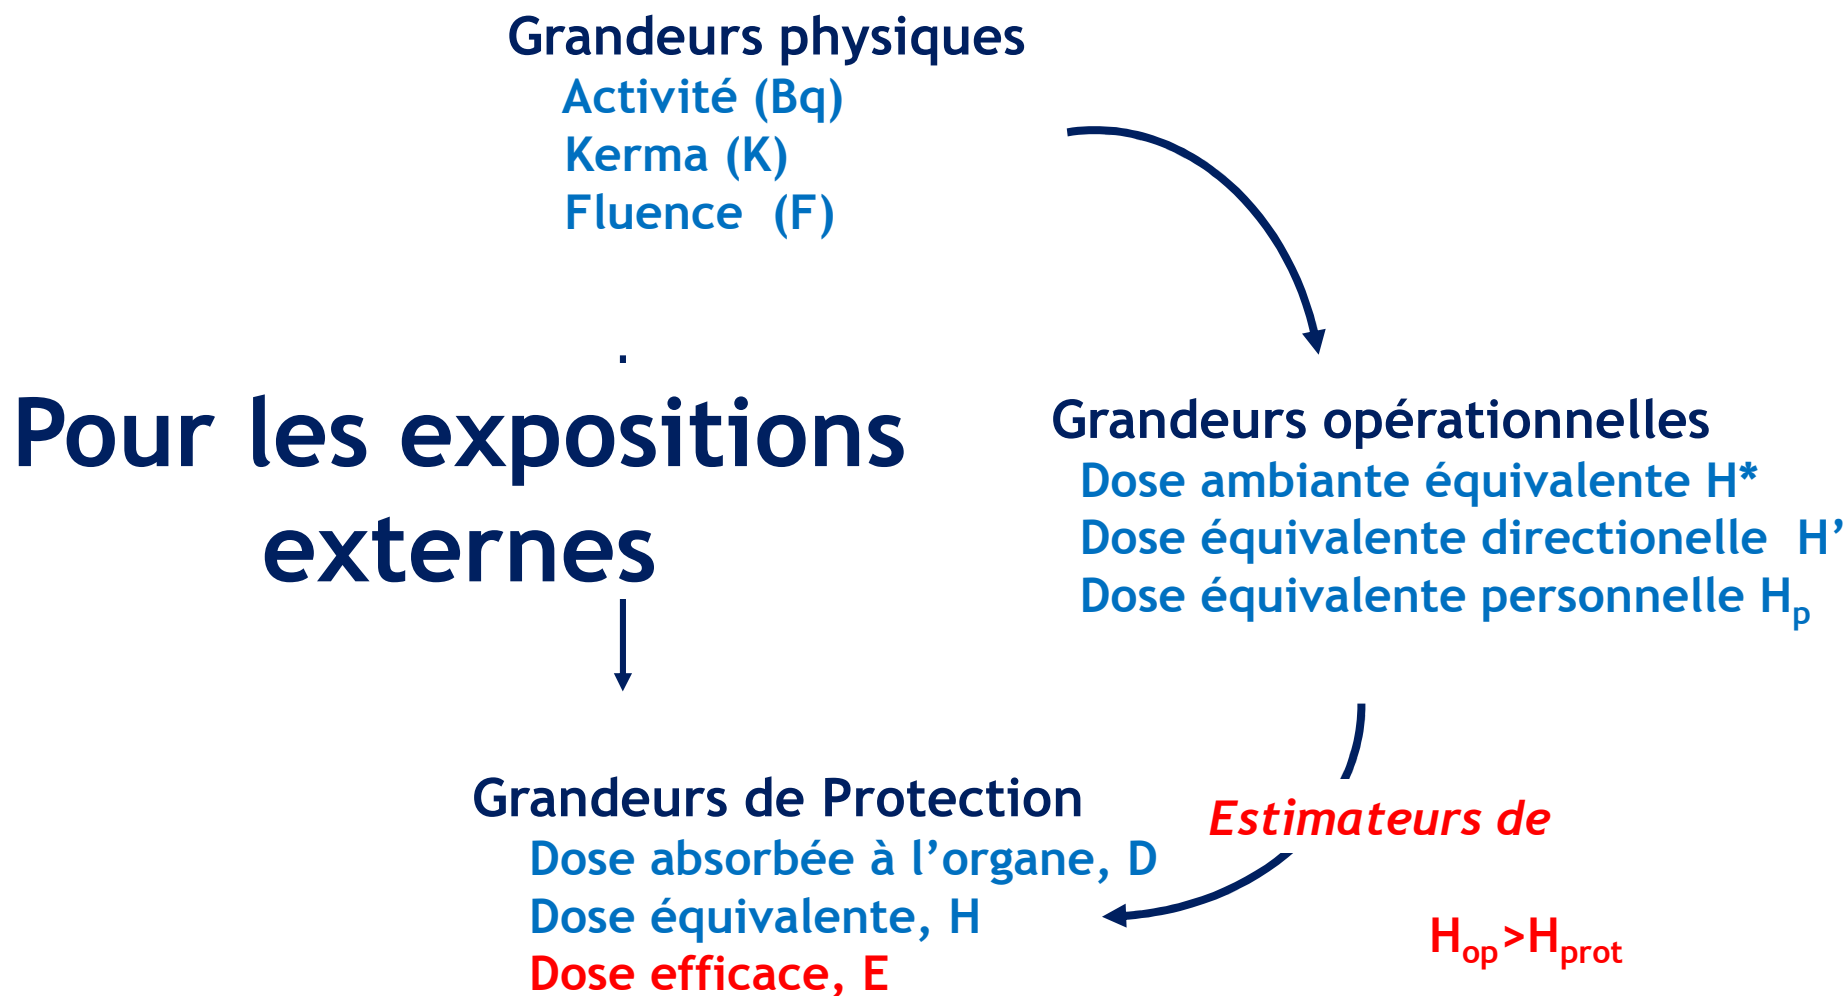 Grandeurs physiques
Activité (Bq)
Kerma (K)
Fluence (F)
.
Pour les expositions
externes
Grandeurs opérationnelles
Dose ambiante équivalente H*
Dose équivalente directionelle H’
Dose équivalente personnelle Hp
Grandeurs de Protection
Dose absorbée à l’organe, D
Dose équivalente, H
Dose efficace, E
Estimateurs de
Hop>Hprot